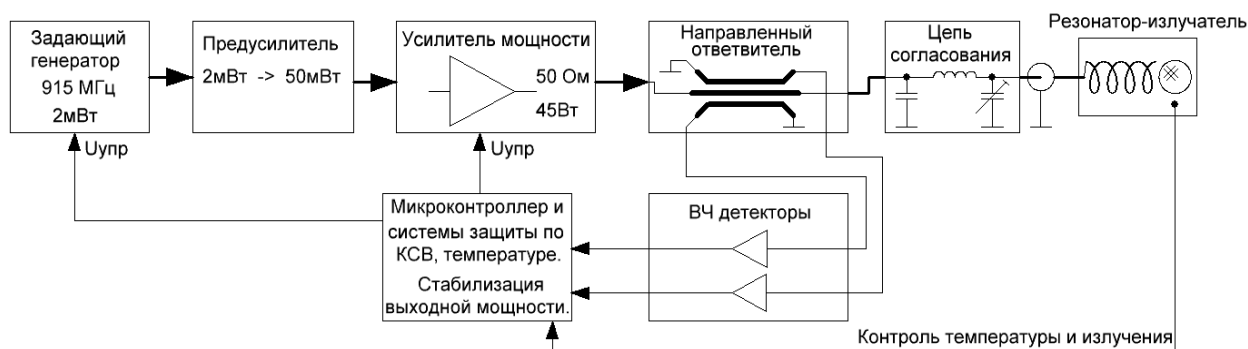 Задающий
генератор
915 МГц
2мВт
Предусилитель
2мВт -> 50мВт
Усилитель мощности
50 Ом
45Вт
Направленный
ответвитель
Цепь
согласования
Резонатор-излучатель
Uупр
Uупр
Микроконтроллер и
системы защиты по
КСВ, температуре.
Стабилизация
выходной мощности.
ВЧ детекторы
Контроль температуры и излучения